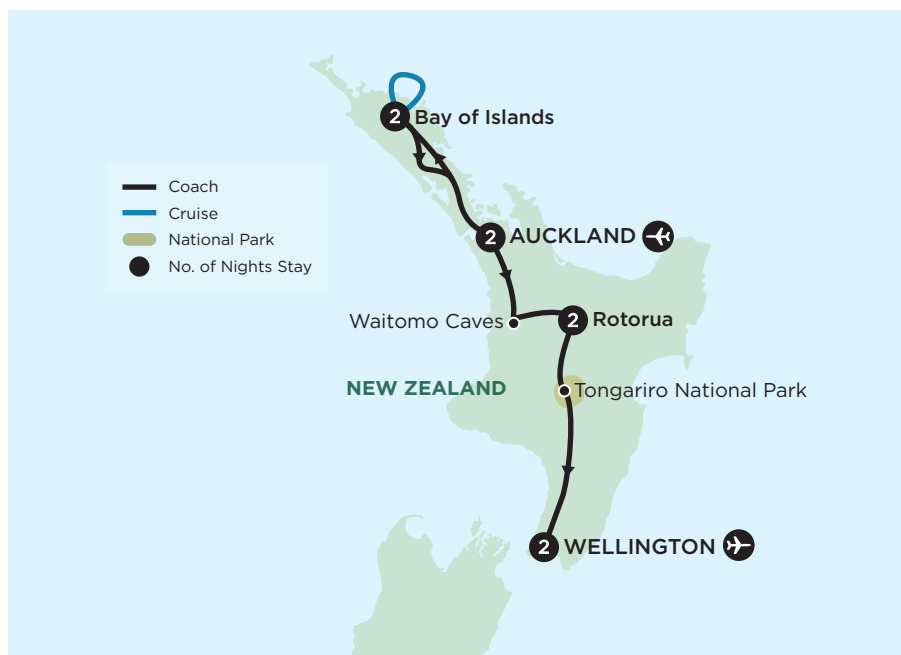 2 Bay of Islands
Coach
Cruise
National Park
No. of Nights Stay
2 AUCKLAND
Waitomo Caves
2 Rotorua
NEW ZEALAND
Tongariro National Park
2 WELLINGTON